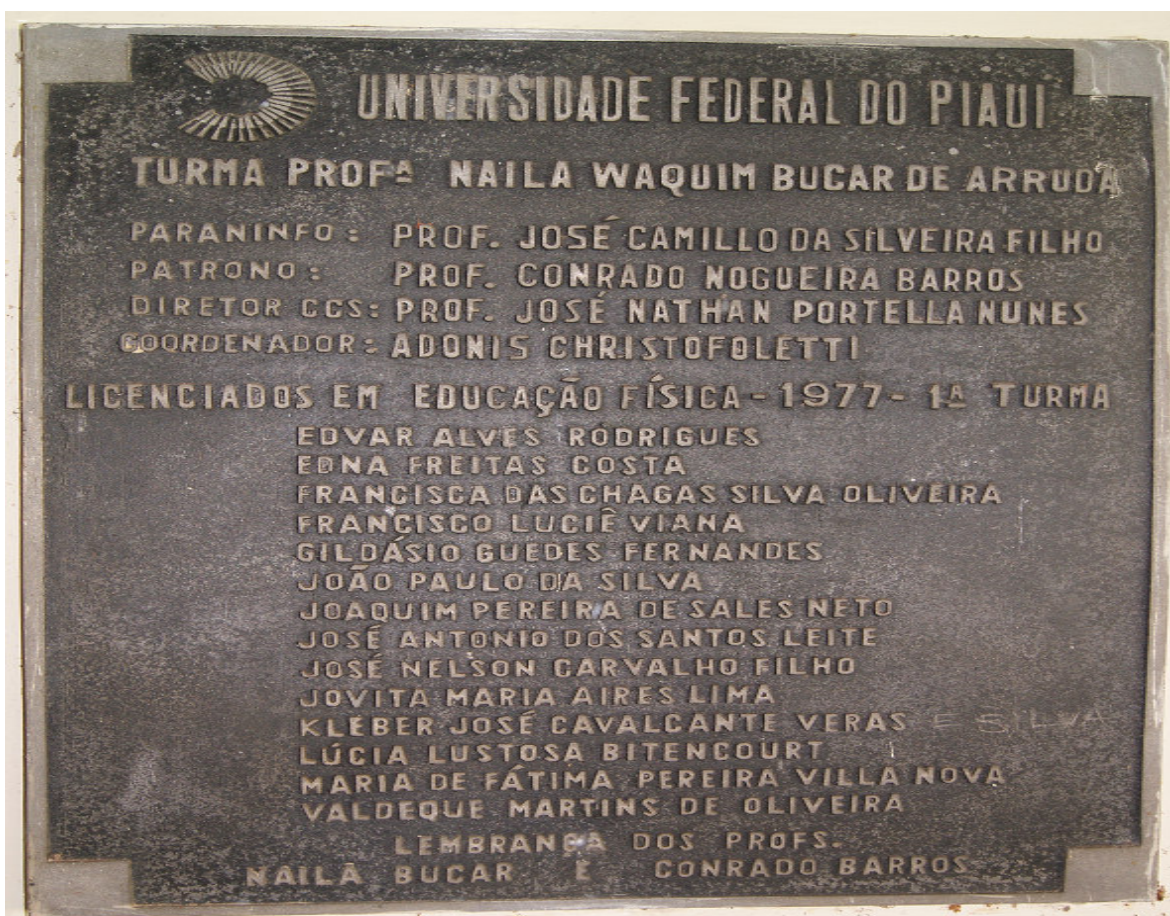 UNIVERSIDADE FEDERAL DO PIAUI
TURMA PROFª NAILA WAQUIM BUCAR DE ARRUDA
PARANINFO: PROF. JOSÉ CAMILLO DA SILVEIRA FILHO
PATRONO: PROF. CONRADO NOGUEIRA BARROS
DIRETOR CCS: PROF. JOSÉ NATHAN PORTELLA NUNES
COORDENADOR: ADONIS CHRISTOFOLETTI
LICENCIADOS EM EDUCAÇÃO FÍSICA - 1977 - 1ª TURMA
EDVAR ALVES RODRIGUES
EDNA FREITAS COSTA
FRANCISCA DAS CHAGAS SILVA OLIVEIRA
FRANCISCO LUCIÊ VIANA
GILDÁSIO GUEDES FERNANDES
JOÃO PAULO DA SILVA
JOAQUIM PEREIRA DE SALES NETO
JOSÉ ANTONIO DOS SANTOS LEITE
JOSÉ NELSON CARVALHO FILHO
JOVITA MARIA AIRES LIMA
KLEBER JOSÉ CAVALCANTE VERAS E SILVA
LÚCIA LUSTOSA BITENCOURT
MARIA DE FÁTIMA PEREIRA VILLA NOVA
VALDEQUE MARTINS DE OLIVEIRA
LEMBRANÇA DOS PROFS.
NAILA BUCAR E CONRADO BARROS